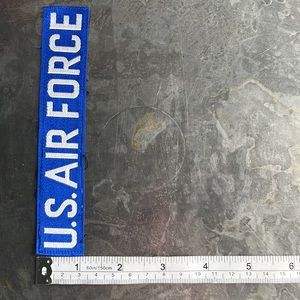 U.S. AIR FORCE
1 2 3 4 5 6
60in/150cm